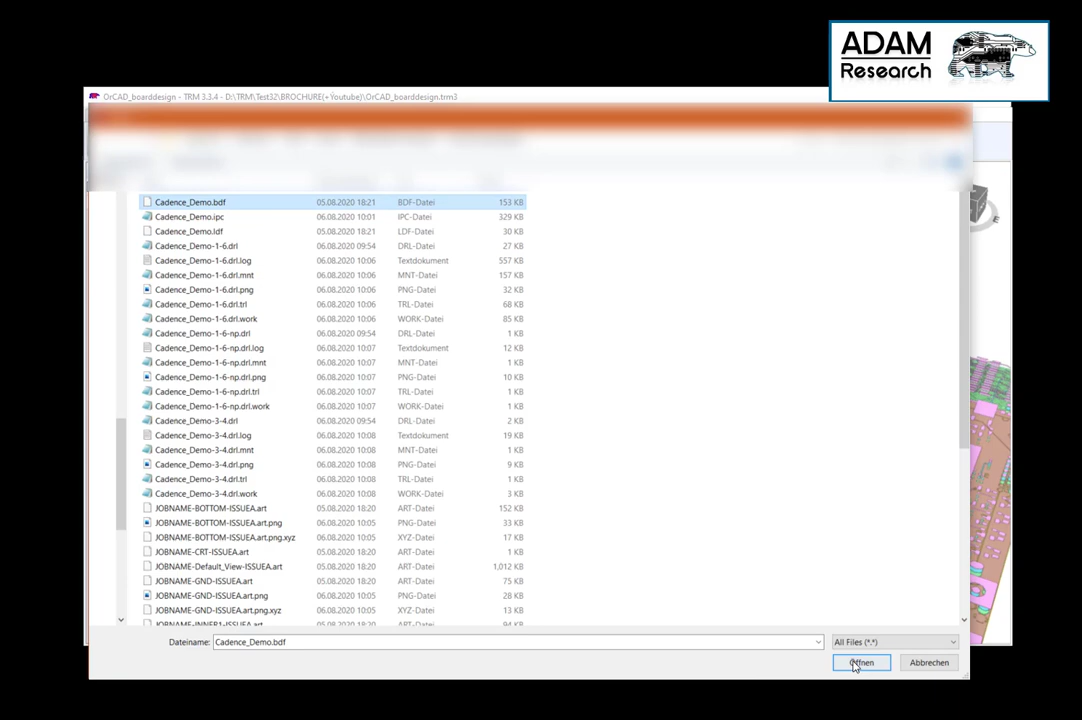 ADAM
Research
OrCAD_boarddesign - TRM 3.3.4 - D:\TRM\Test32\BROCHURE(+Youtube)\OrCAD_boarddesign.trm3
Cadence_Demo.bdf 05.08.2020 18:21 BDF-Datei 153 KB
Cadence_Demo.ipc 06.08.2020 10:01 IPC-Datei 329 KB
Cadence_Demo.ldf 05.08.2020 18:21 LDF-Datei 30 KB
Cadence_Demo-1-6.drl 06.08.2020 09:54 DRL-Datei 27 KB
Cadence_Demo-1-6.drl.log 06.08.2020 10:06 Textdokument 557 KB
Cadence_Demo-1-6.drl.mnt 06.08.2020 10:06 MNT-Datei 157 KB
Cadence_Demo-1-6.drl.png 06.08.2020 10:06 PNG-Datei 32 KB
Cadence_Demo-1-6.drl.trl 06.08.2020 10:06 TRL-Datei 68 KB
Cadence_Demo-1-6.drl.work 06.08.2020 10:06 WORK-Datei 85 KB
Cadence_Demo-1-6-np.drl 06.08.2020 09:54 DRL-Datei 1 KB
Cadence_Demo-1-6-np.drl.log 06.08.2020 10:07 Textdokument 12 KB
Cadence_Demo-1-6-np.drl.mnt 06.08.2020 10:07 MNT-Datei 1 KB
Cadence_Demo-1-6-np.drl.png 06.08.2020 10:07 PNG-Datei 10 KB
Cadence_Demo-1-6-np.drl.trl 06.08.2020 10:07 TRL-Datei 1 KB
Cadence_Demo-1-6-np.drl.work 06.08.2020 10:07 WORK-Datei 1 KB
Cadence_Demo-3-4.drl 06.08.2020 09:54 DRL-Datei 2 KB
Cadence_Demo-3-4.drl.log 06.08.2020 10:08 Textdokument 19 KB
Cadence_Demo-3-4.drl.mnt 06.08.2020 10:08 MNT-Datei 1 KB
Cadence_Demo-3-4.drl.png 06.08.2020 10:08 PNG-Datei 9 KB
Cadence_Demo-3-4.drl.trl 06.08.2020 10:08 TRL-Datei 1 KB
Cadence_Demo-3-4.drl.work 06.08.2020 10:08 WORK-Datei 3 KB
JOBNAME-BOTTOM-ISSUEA.art 05.08.2020 18:20 ART-Datei 152 KB
JOBNAME-BOTTOM-ISSUEA.art.png 06.08.2020 10:05 PNG-Datei 33 KB
JOBNAME-BOTTOM-ISSUEA.art.png.xyz 06.08.2020 10:05 XYZ-Datei 17 KB
JOBNAME-CRT-ISSUEA.art 05.08.2020 18:20 ART-Datei 1 KB
JOBNAME-Default_View-ISSUEA.art 05.08.2020 18:20 ART-Datei 1,012 KB
JOBNAME-GND-ISSUEA.art 05.08.2020 18:20 ART-Datei 75 KB
JOBNAME-GND-ISSUEA.art.png 06.08.2020 10:05 PNG-Datei 28 KB
JOBNAME-GND-ISSUEA.art.png.xyz 06.08.2020 10:05 XYZ-Datei 13 KB
JOBNAME-INNER1-ISSUEA.art 05.08.2020 18:20 ART-Datei 94 KB
Dateiname: Cadence_Demo.bdf All Files (*.*)
Öffnen Abbrechen